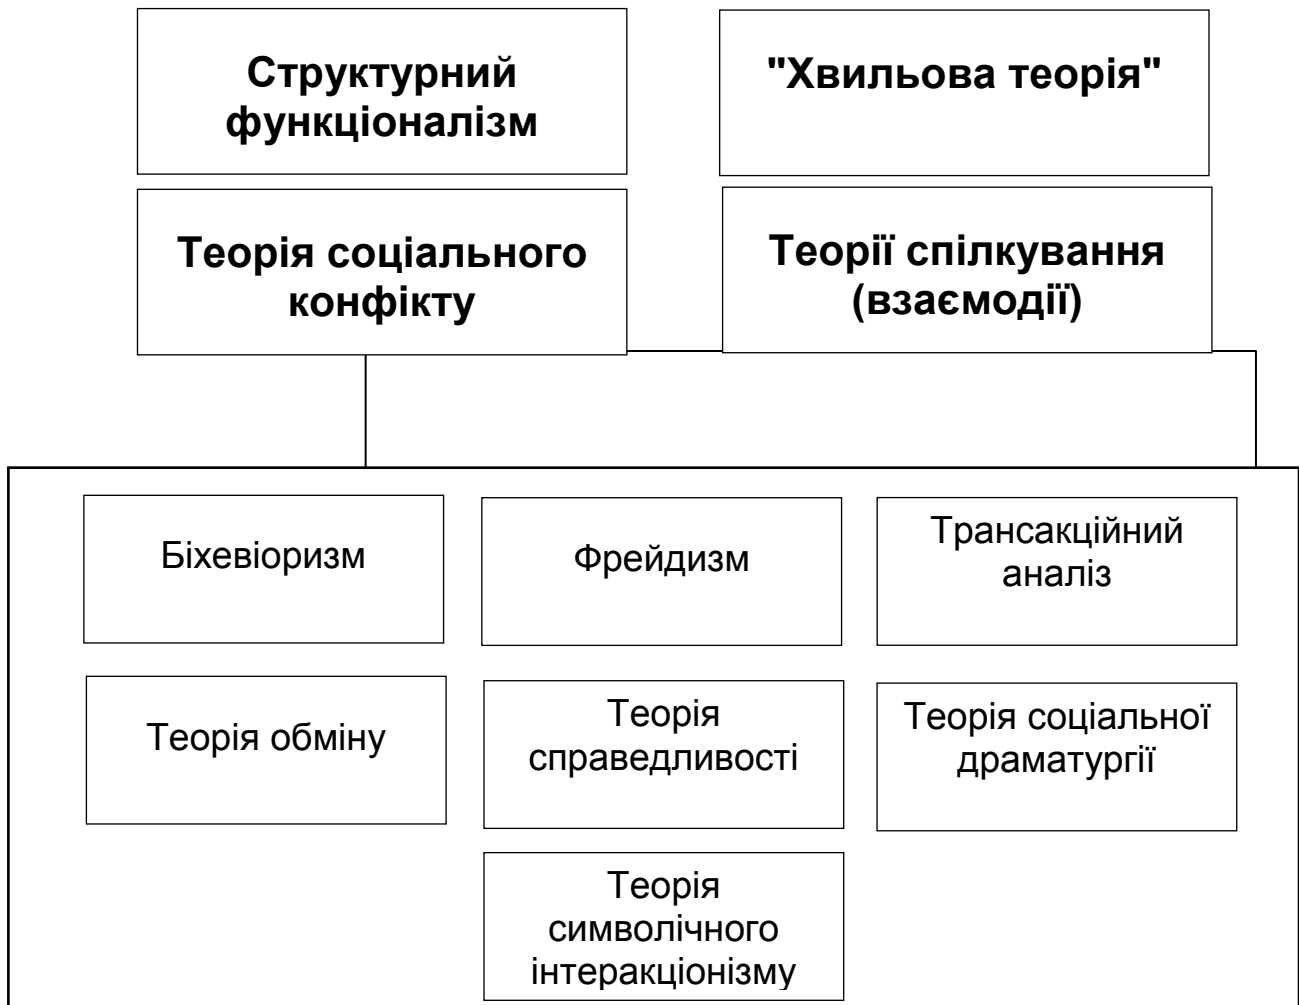 Структурний
функціоналізм
"Хвильова теорія"
Теорія соціального
конфікту
Теорії спілкування
(взаємодії)
Біхевіоризм
Фрейдизм
Трансакційний
аналіз
Теорія обміну
Теорія
справедливості
Теорія соціальної
драматургії
Теорія
символічного
інтеракціонізму